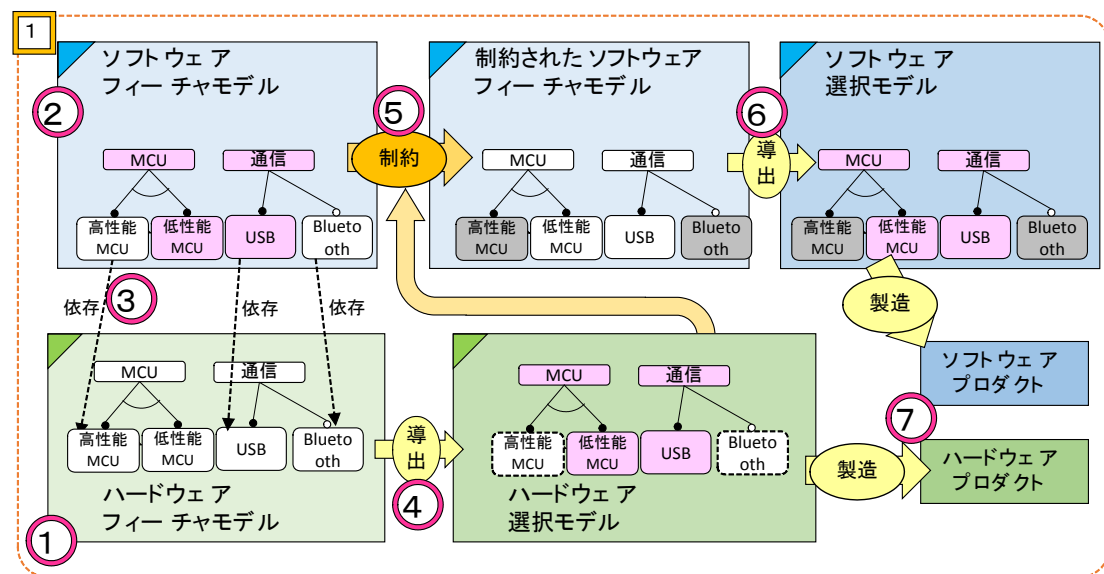 1
ソフトウェア
フィーチャモデル
②
MCU
通信
高性能
MCU
低性能
MCU
USB
Blueto
oth
⑤
制約
制約されたソフトウェア
フィーチャモデル
MCU
通信
高性能
MCU
低性能
MCU
USB
Blueto
oth
⑥
導
出
ソフトウェア
選択モデル
MCU
通信
高性能
MCU
低性能
MCU
USB
Blueto
oth
依存
③
依存
依存
製造
ソフトウェア
プロダクト
MCU
通信
高性能
MCU
低性能
MCU
USB
Blueto
oth
ハードウェア
フィーチャモデル
①
導
出
④
MCU
通信
高性能
MCU
低性能
MCU
USB
Blueto
oth
ハードウェア
選択モデル
製造
⑦
ハードウェア
プロダクト